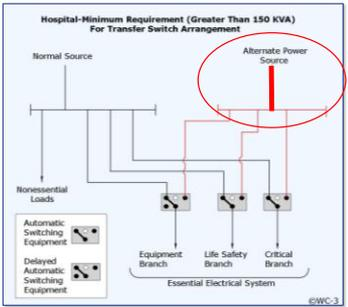 Hospital-Minimum Requirement (Greater Than 150 KVA)
For Transfer Switch Arrangement
Normal Source
Alternate Power
Source
Nonessential
Loads
Automatic
Switching
Equipment
Delayed
Automatic
Switching
Equipment
Equipment
Branch
Life Safety
Branch
Critical
Branch
Essential Electrical System
©WC-3